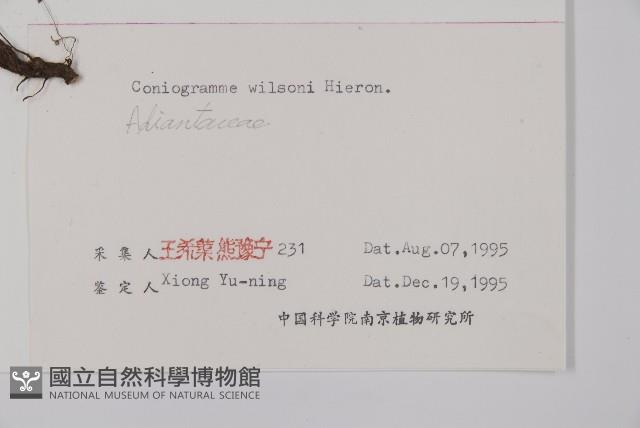 Coniogramme wilsoni Hieron.
Adiantaceae
采集人 王希蕖熊豫宁 231 Dat.Aug.07,1995
鉴定人 Xiong Yu-ning Dat.Dec.19,1995
中国科学院南京植物研究所
國立自然科學博物館
NATIONAL MUSEUM OF NATURAL SCIENCE